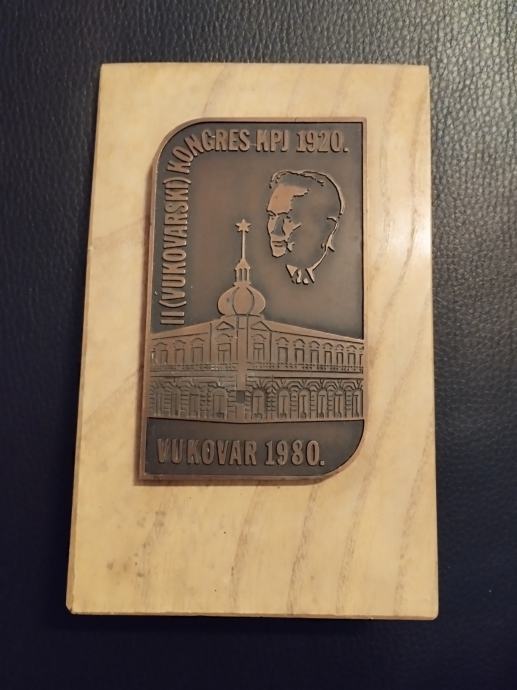 II (VUKOVARSKI) KONGRES KPJ 1920.
VUKOVAR 1980.